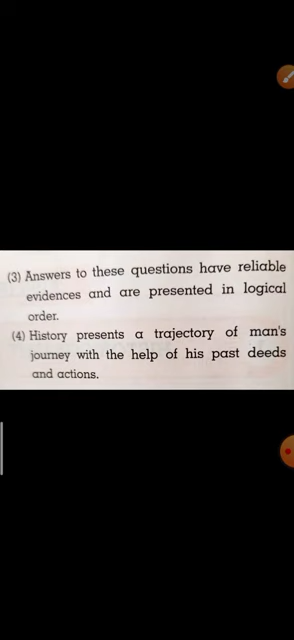 (3) Answers to these questions have reliable
evidences and are presented in logical
order.
(4) History presents a trajectory of man's
journey with the help of his past deeds
and actions.